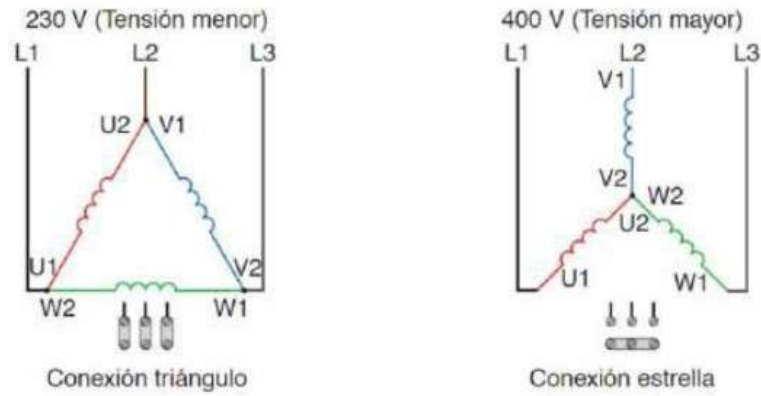 230 V (Tensión menor)
L1 L2 L3
U2 V1
U1 V2
W2 W1
Conexión triángulo
400 V (Tensión mayor)
L1 L2 L3
V1
V2 W2
U2
U1 W1
Conexión estrella